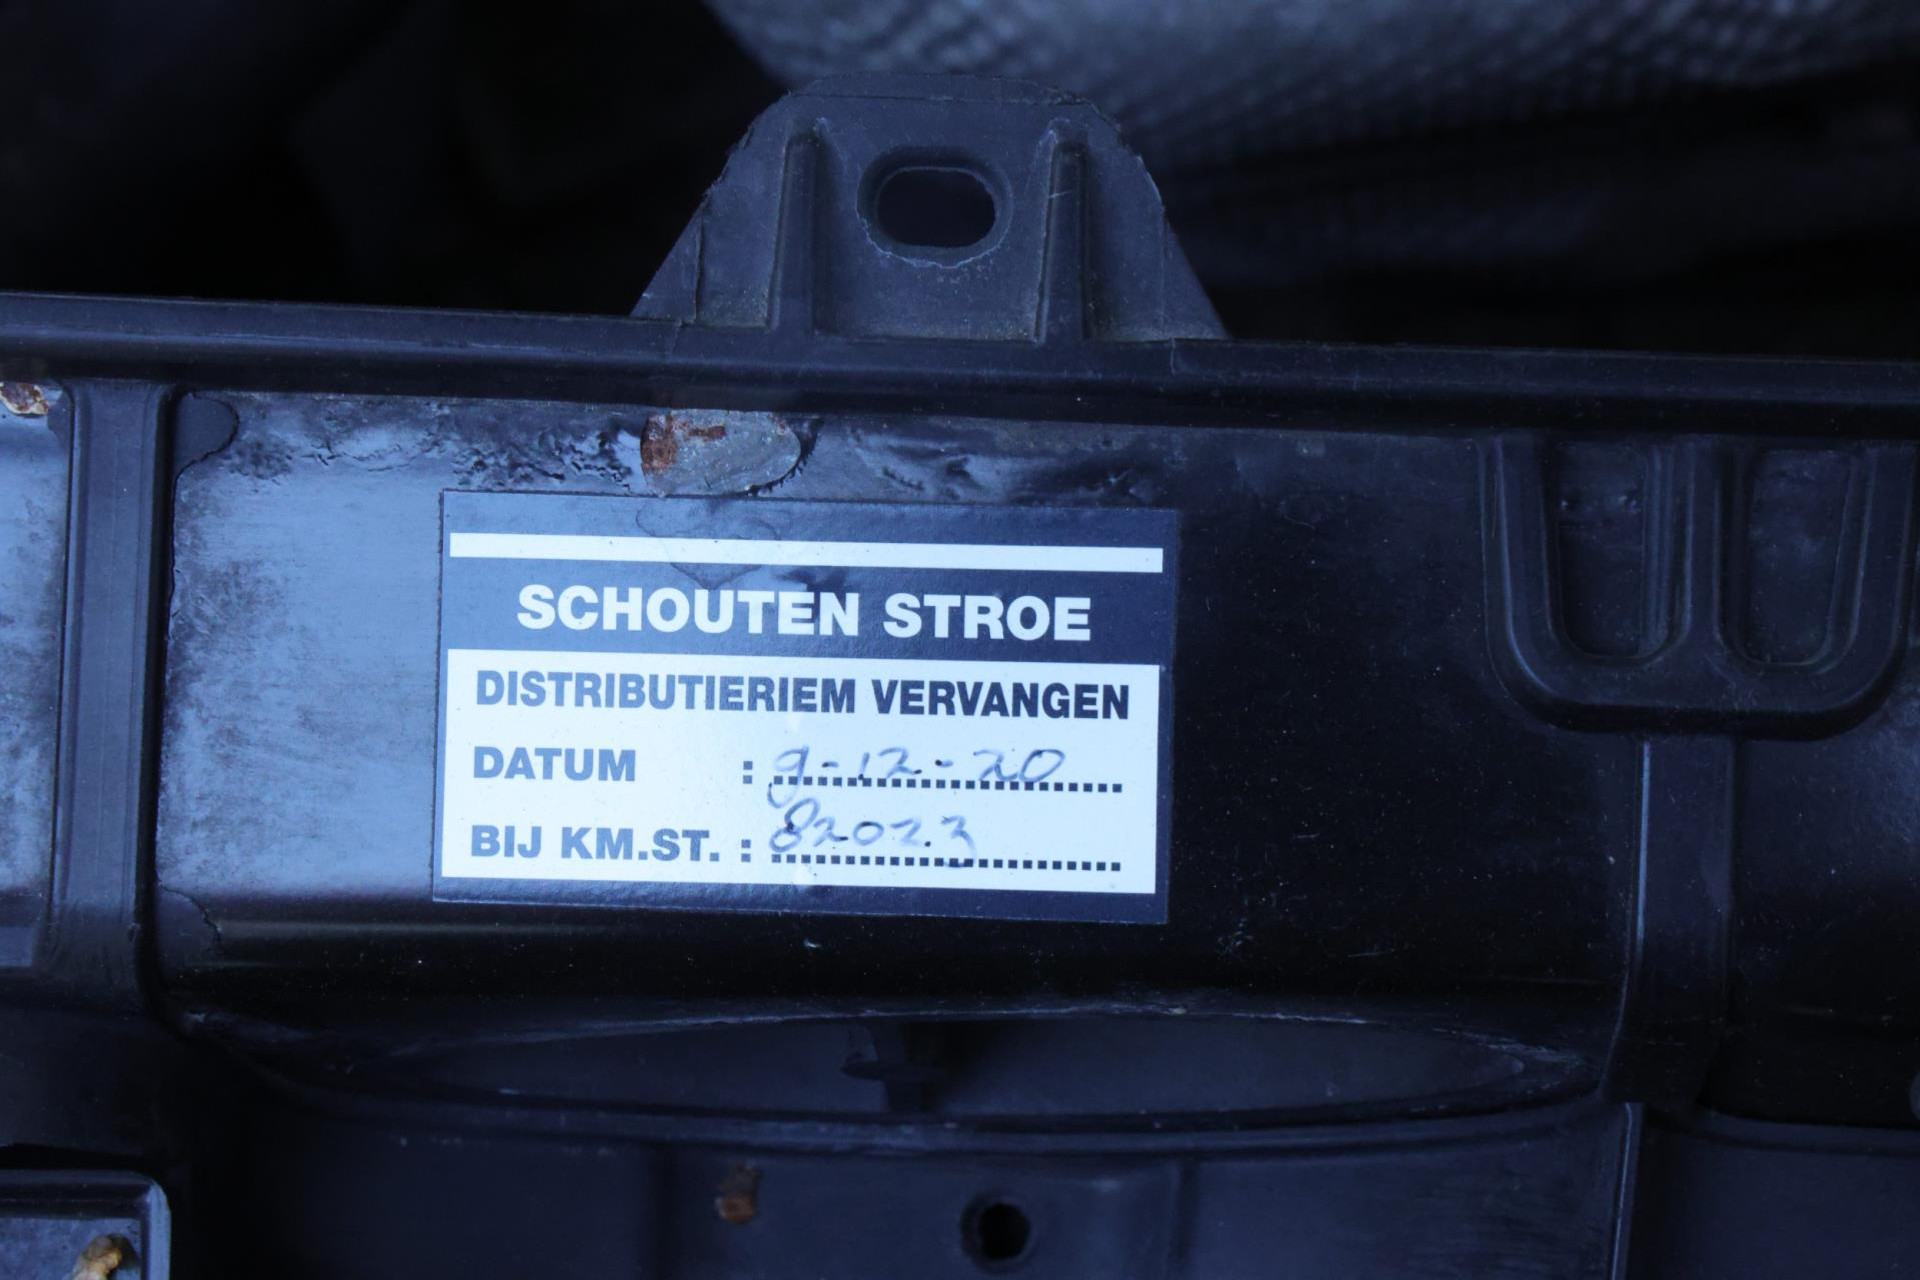 SCHOUTEN STROE
DISTRIBUTIERIEM VERVANGEN
DATUM : 9-12-20
BIJ KM.ST. : 82023